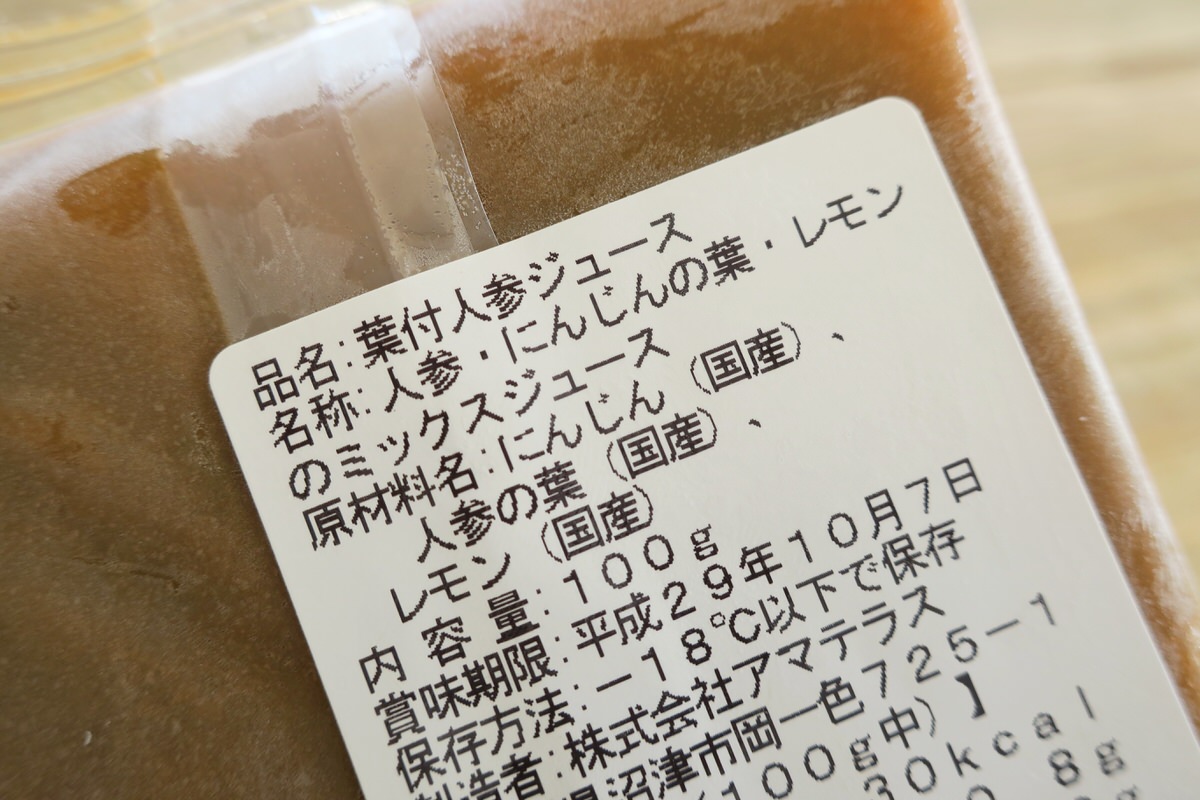 品名:葉付人参ジュース
名称:人参・にんじんの葉・レモン
のミックスジュース
原材料名:にんじん(国産)、
人参の葉(国産)、
レモン(国産)
内容量:100g
賞味期限:平成29年10月7日
保存方法:－18℃以下で保存
製造者:株式会社アマテラス
県沼津市岡一色725－1
100g中)】
30kcal
8g